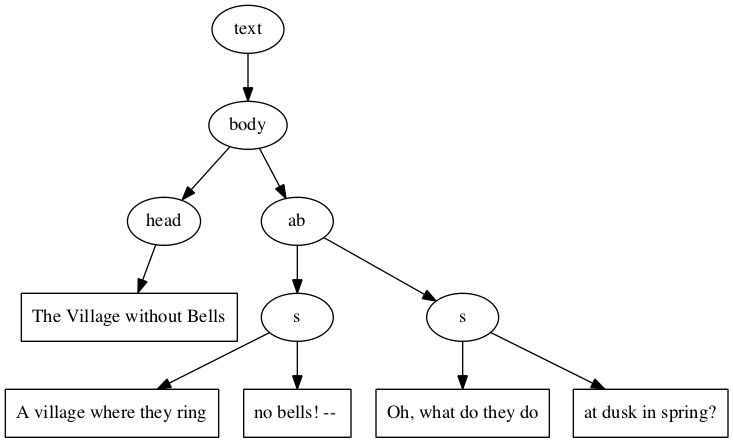 text
body
head
ab
The Village without Bells
s
s
A village where they ring
no bells! --
Oh, what do they do
at dusk in spring?